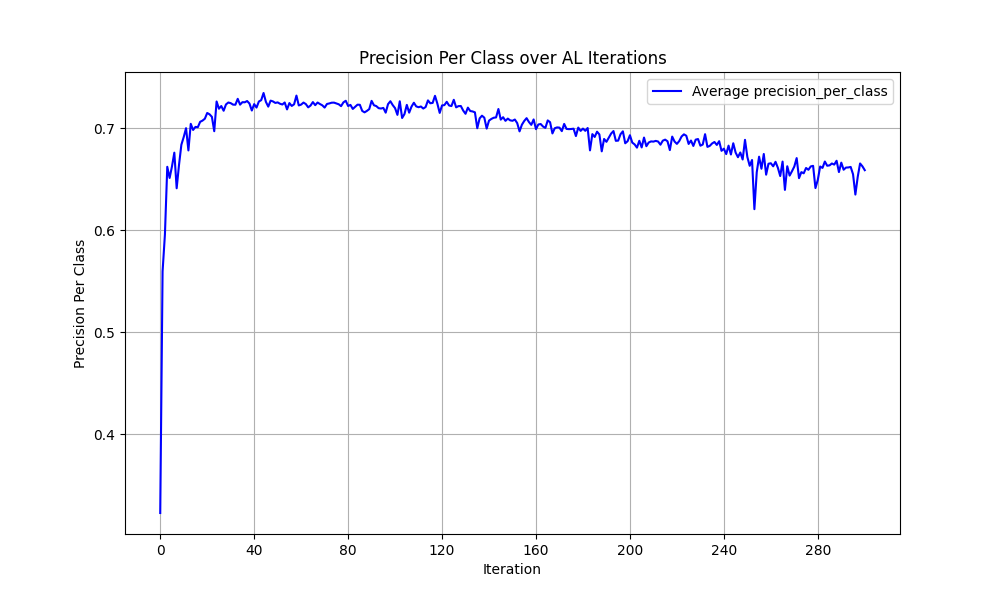 Precision Per Class over AL Iterations
Average precision_per_class
Precision Per Class
0.7
0.6
0.5
0.4
0 40 80 120 160 200 240 280
Iteration